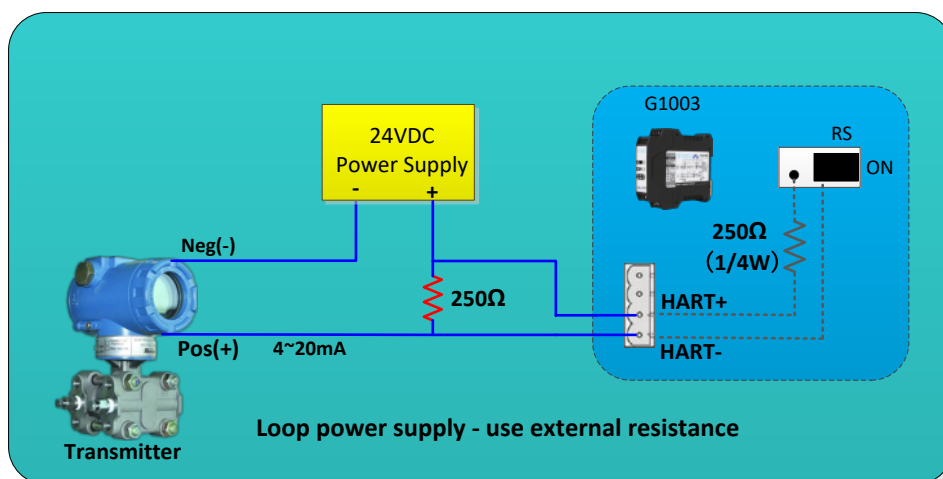 G1003
RS
ON
24VDC
Power Supply
- +
250Ω
(1/4W)
Neg(-)
250Ω
HART+
Pos(+) 4~20mA
HART-
Loop power supply - use external resistance
Transmitter